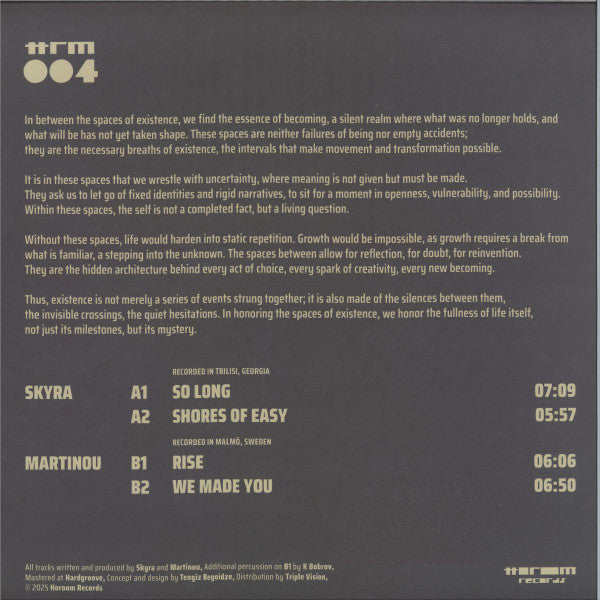 HRM
004
In between the spaces of existence, we find the essence of becoming, a silent realm where what was no longer holds, and
what will be has not yet taken shape. These spaces are neither failures of being nor empty accidents;
they are the necessary breaths of existence, the intervals that make movement and transformation possible.
It is in these spaces that we wrestle with uncertainty, where meaning is not given but must be made.
They ask us to let go of fixed identities and rigid narratives, to sit for a moment in openness, vulnerability, and possibility.
Within these spaces, the self is not a completed fact, but a living question.
Without these spaces, life would harden into static repetition. Growth would be impossible, as growth requires a break from
what is familiar, a stepping into the unknown. The spaces between allow for reflection, for doubt, for reinvention.
They are the hidden architecture behind every act of choice, every spark of creativity, every new becoming.
Thus, existence is not merely a series of events strung together; it is also made of the silences between them,
the invisible crossings, the quiet hesitations. In honoring the spaces of existence, we honor the fullness of life itself,
not just its milestones, but its mystery.
RECORDED IN TBILISI, GEORGIA
SKYRA A1 SO LONG 07:09
A2 SHORES OF EASY 05:57
RECORDED IN MALMÖ, SWEDEN
MARTINOU B1 RISE 06:06
B2 WE MADE YOU 06:50
All tracks written and produced by Skyra and Martinou, Additional percussion on B1 by K Bobrov,
Mastered at Hardgroove, Concept and design by Tengiz Begoidze, Distribution by Triple Vision,
© 2025 Horoom Records
HOROOM
records